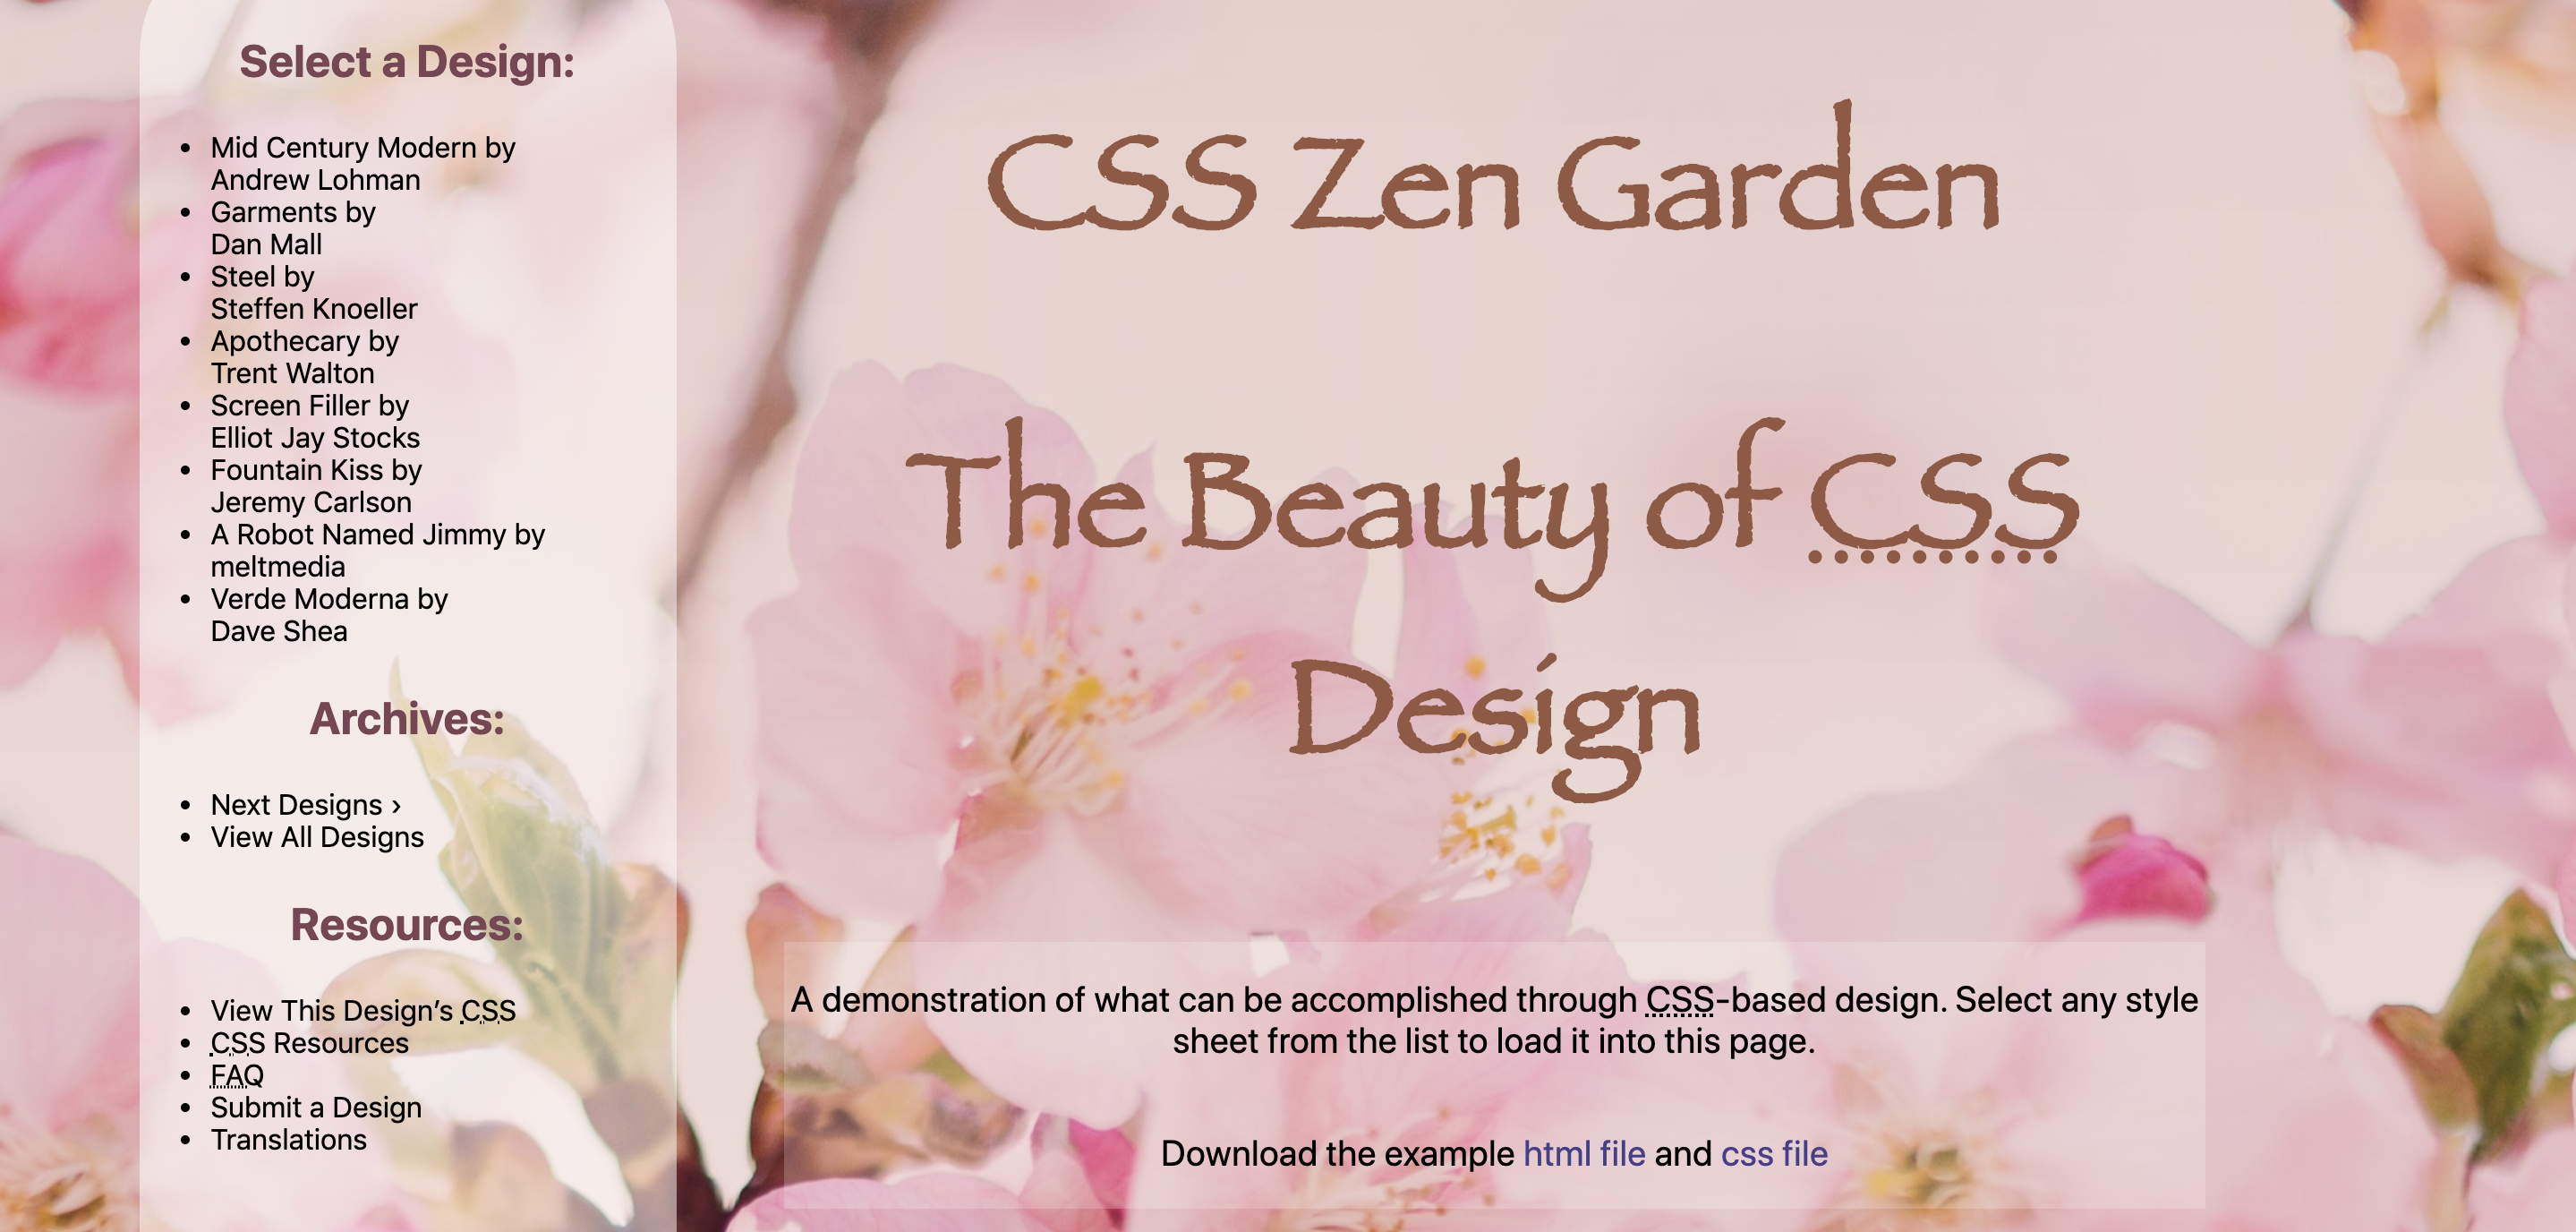 Select a Design:
Mid Century Modern by
Andrew Lohman
Garments by
Dan Mall
Steel by
Steffen Knoeller
Apothecary by
Trent Walton
Screen Filler by
Elliot Jay Stocks
Fountain Kiss by
Jeremy Carlson
A Robot Named Jimmy by
meltmedia
Verde Moderna by
Dave Shea
Archives:
Next Designs ›
View All Designs
Resources:
View This Design’s CSS
CSS Resources
FAQ
Submit a Design
Translations
CSS Zen Garden
The Beauty of CSS
Design
A demonstration of what can be accomplished through CSS-based design. Select any style
sheet from the list to load it into this page.
Download the example html file and css file